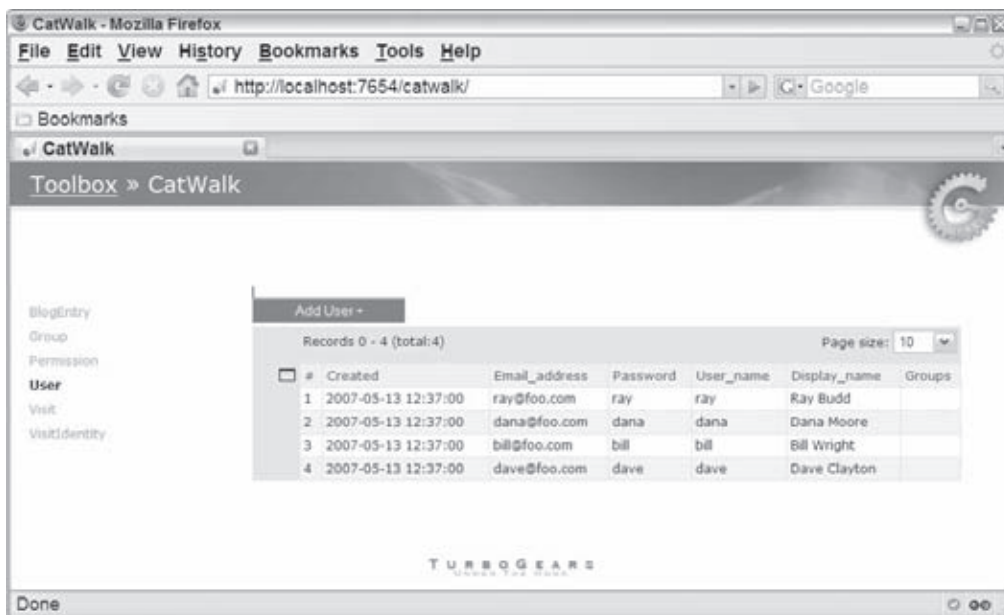 CatWalk - Mozilla Firefox
File Edit View History Bookmarks Tools Help
http://localhost:7654/catwalk/ G Google
Bookmarks
CatWalk
Toolbox » CatWalk
BlogEntry
Group
Permission
User
Visit
VisitIdentity
Add User +
Records 0 - 4 (total:4) Page size: 10
# Created Email_address Password User_name Display_name Groups
1 2007-05-13 12:37:00 ray@foo.com ray ray Ray Budd
2 2007-05-13 12:37:00 dana@foo.com dana dana Dana Moore
3 2007-05-13 12:37:00 bill@foo.com bill bill Bill Wright
4 2007-05-13 12:37:00 dave@foo.com dave dave Dave Clayton
TURBOGEARS
UNDER THE HOOD
Done